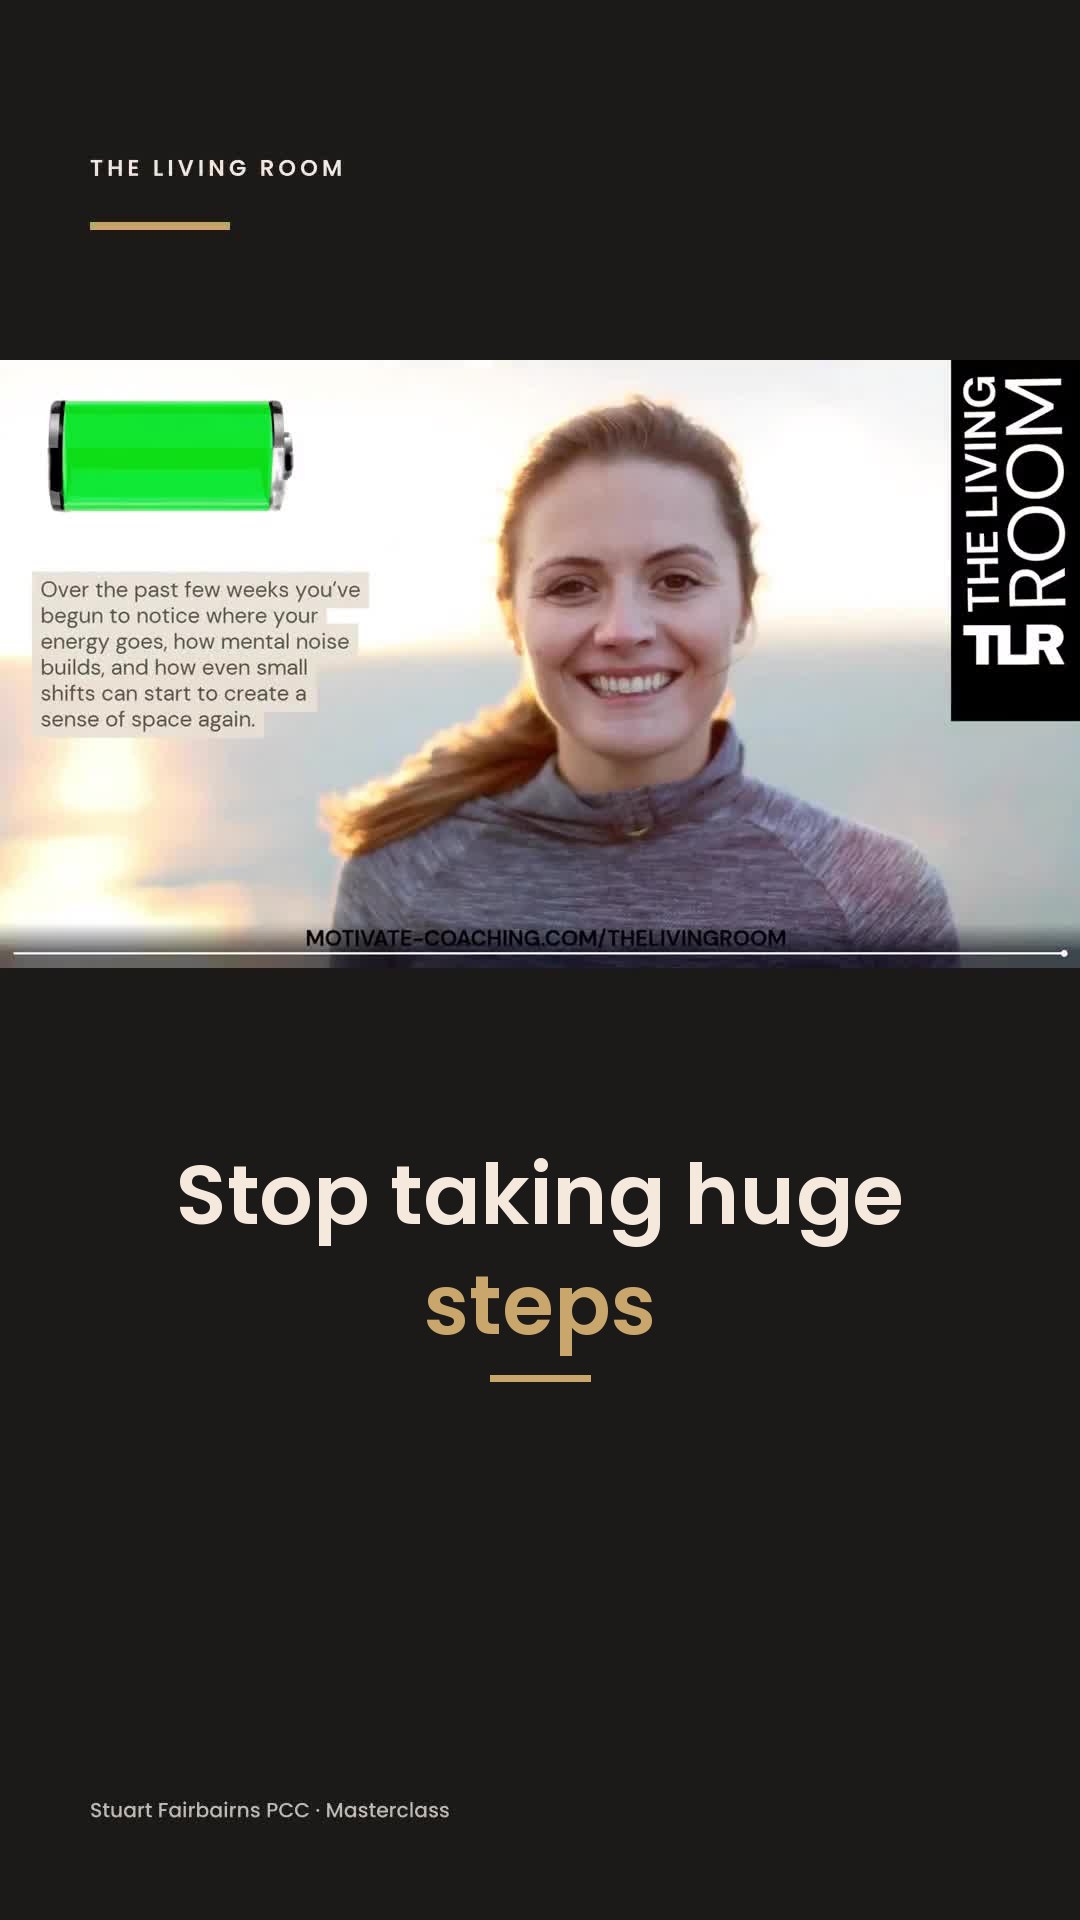 THE LIVING ROOM
Over the past few weeks you’ve
begun to notice where your
energy goes, how mental noise
builds, and how even small
shifts can start to create a
sense of space again.
THE LIVING
ROOM
TLR
MOTIVATE-COACHING.COM/THELIVINGROOM
Stop taking huge
steps
Stuart Fairbairns PCC · Masterclass